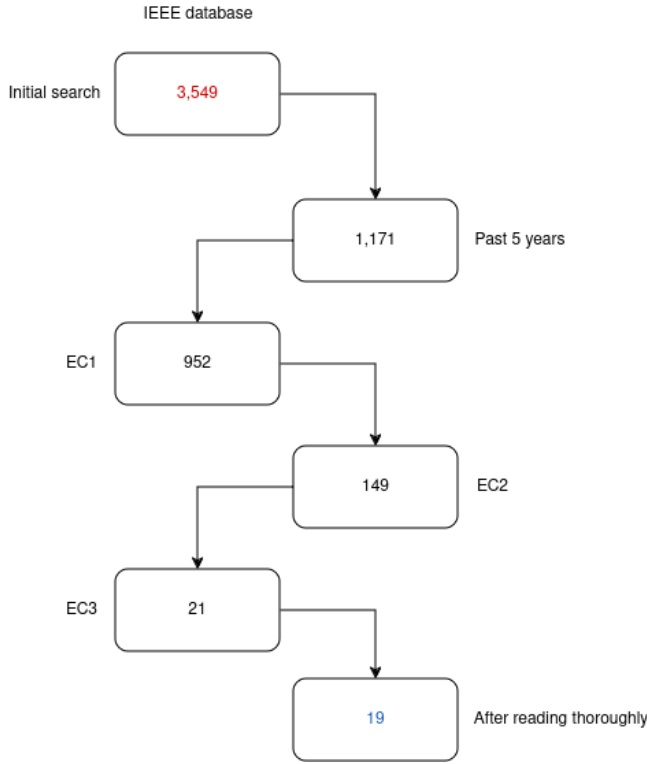 IEEE database
Initial search
3,549
1,171
Past 5 years
EC1
952
149
EC2
EC3
21
19
After reading thoroughly